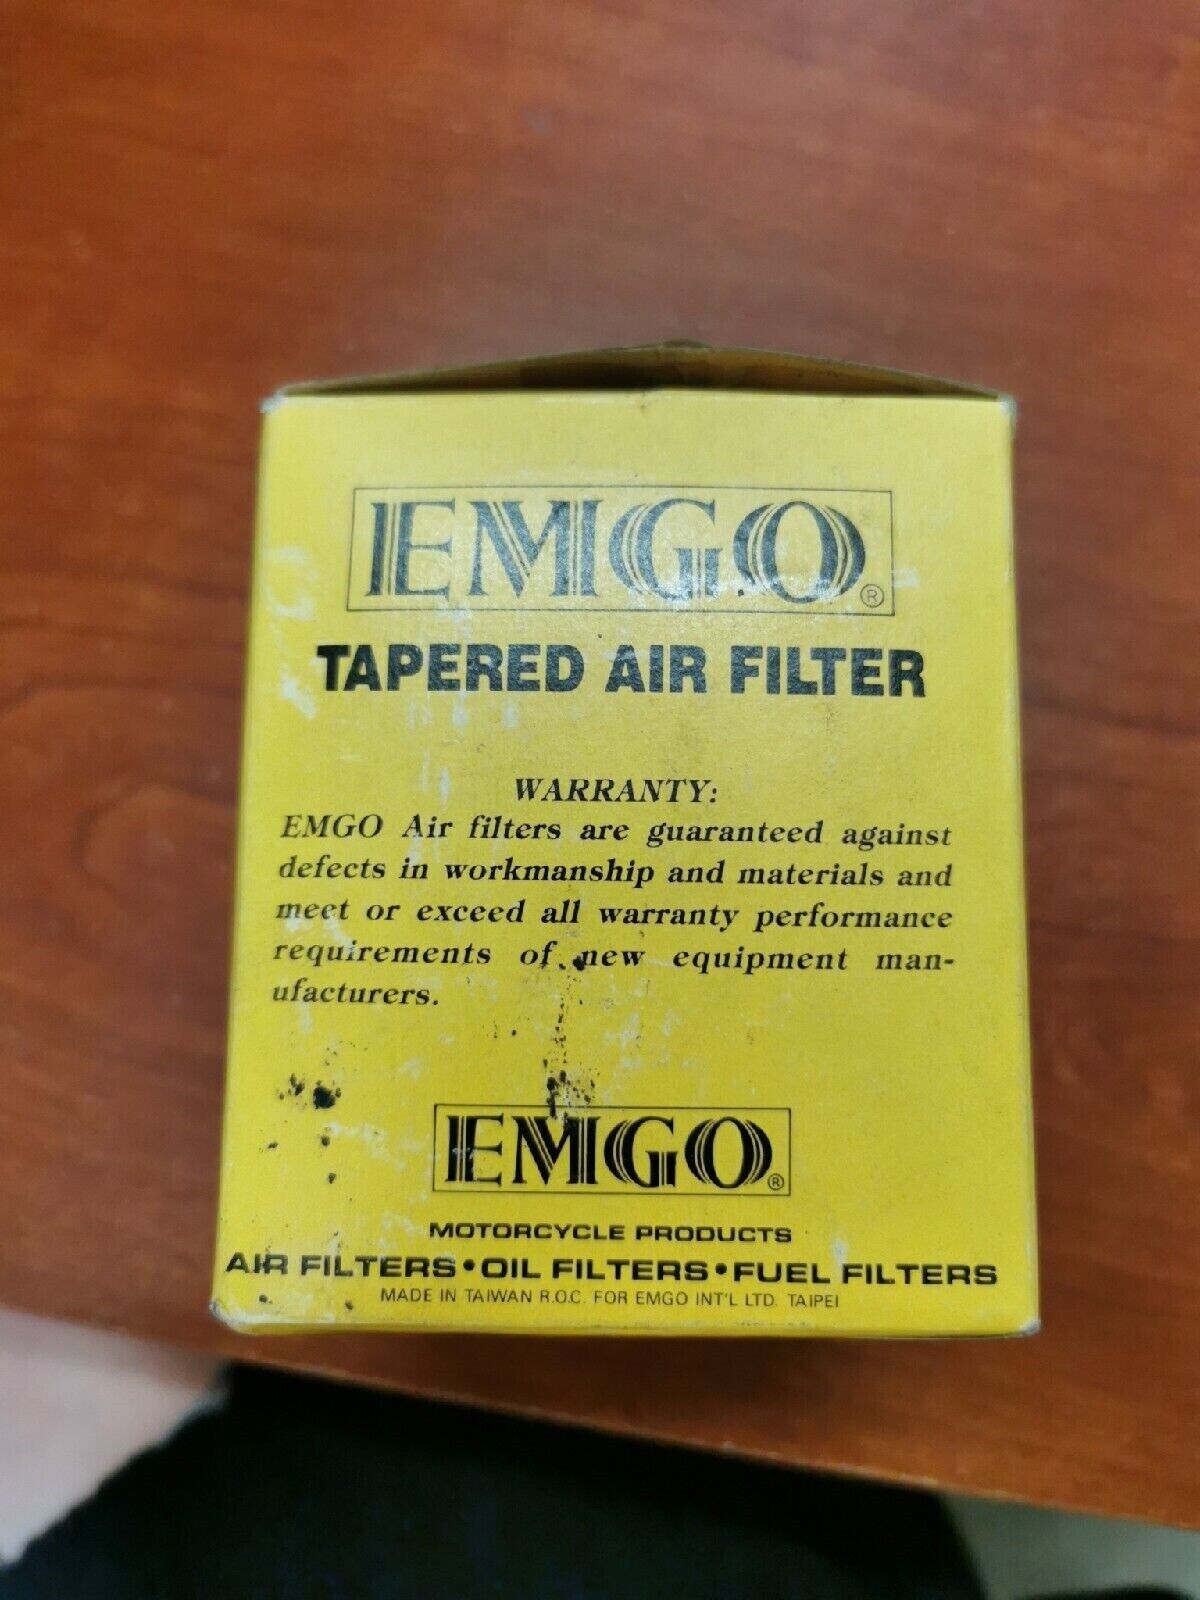 EMGO®
TAPERED AIR FILTER
WARRANTY:
EMGO Air filters are guaranteed against
defects in workmanship and materials and
meet or exceed all warranty performance
requirements of new equipment man-
ufacturers.
EMGO®
MOTORCYCLE PRODUCTS
AIR FILTERS•OIL FILTERS•FUEL FILTERS
MADE IN TAIWAN R.O.C. FOR EMGO INT'L LTD. TAIPEI